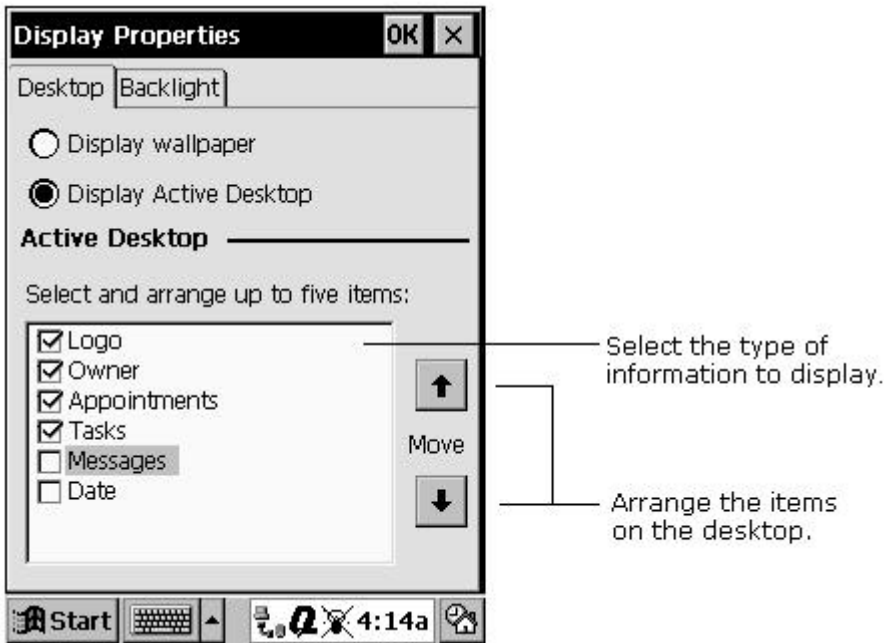 Display Properties OK ×
Desktop Backlight
Display wallpaper
Display Active Desktop
Active Desktop
Select and arrange up to five items:
Logo
Owner
Appointments
Tasks
Messages
Date
Move
Select the type of
information to display.
Arrange the items
on the desktop.
Start 4:14a